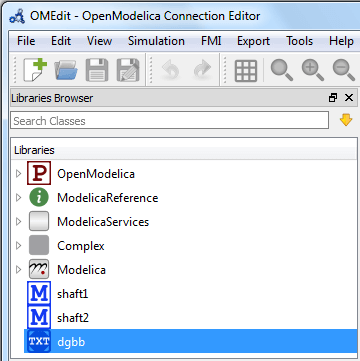 OMEdit - OpenModelica Connection Editor
File Edit View Simulation FMI Export Tools Help
Libraries Browser
Search Classes
Libraries
P OpenModelica
i ModelicaReference
ModelicaServices
Complex
m Modelica
M shaft1
M shaft2
TXT dgbb